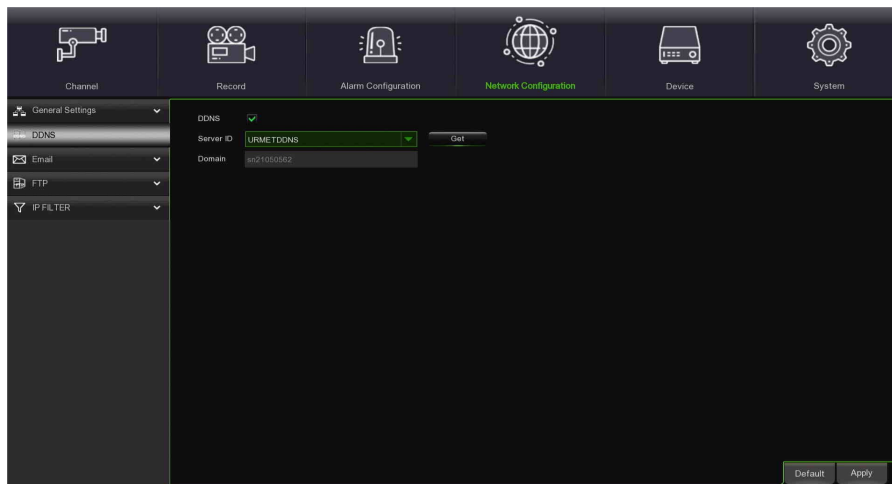 Channel
Record
Alarm Configuration
Network Configuration
Device
System
General Settings
DDNS
Email
FTP
IP FILTER
DDNS
Server ID URMETDDNS Get
Domain sn21050562
Default Apply